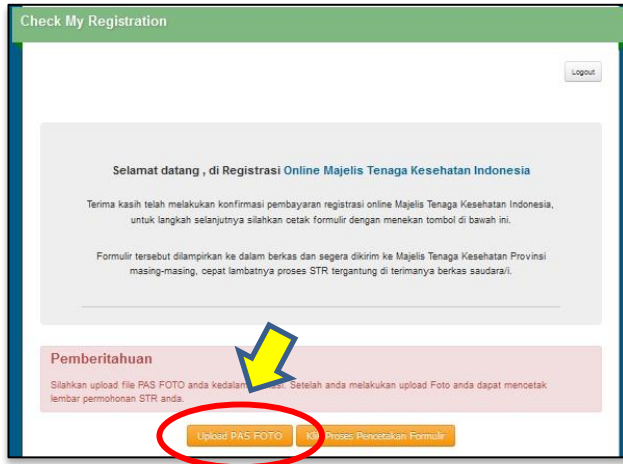 Check My Registration
Logout
Selamat datang , di Registrasi Online Majelis Tenaga Kesehatan Indonesia
Terima kasih telah melakukan konfirmasi pembayaran registrasi online Majelis Tenaga Kesehatan Indonesia,
untuk langkah selanjutnya silahkan cetak formulir dengan menekan tombol di bawah ini.
Formulir tersebut dilampirkan ke dalam berkas dan segera dikirim ke Majelis Tenaga Kesehatan Provinsi
masing-masing, cepat lambatnya proses STR tergantung di terimanya berkas saudara/i.
Pemberitahuan
Silahkan upload file PAS FOTO anda kedalam Setelah anda melakukan upload Foto anda dapat mencetak
lembar permohonan STR anda.
Upload PAS FOTO
Proses Pencetakan Formulir